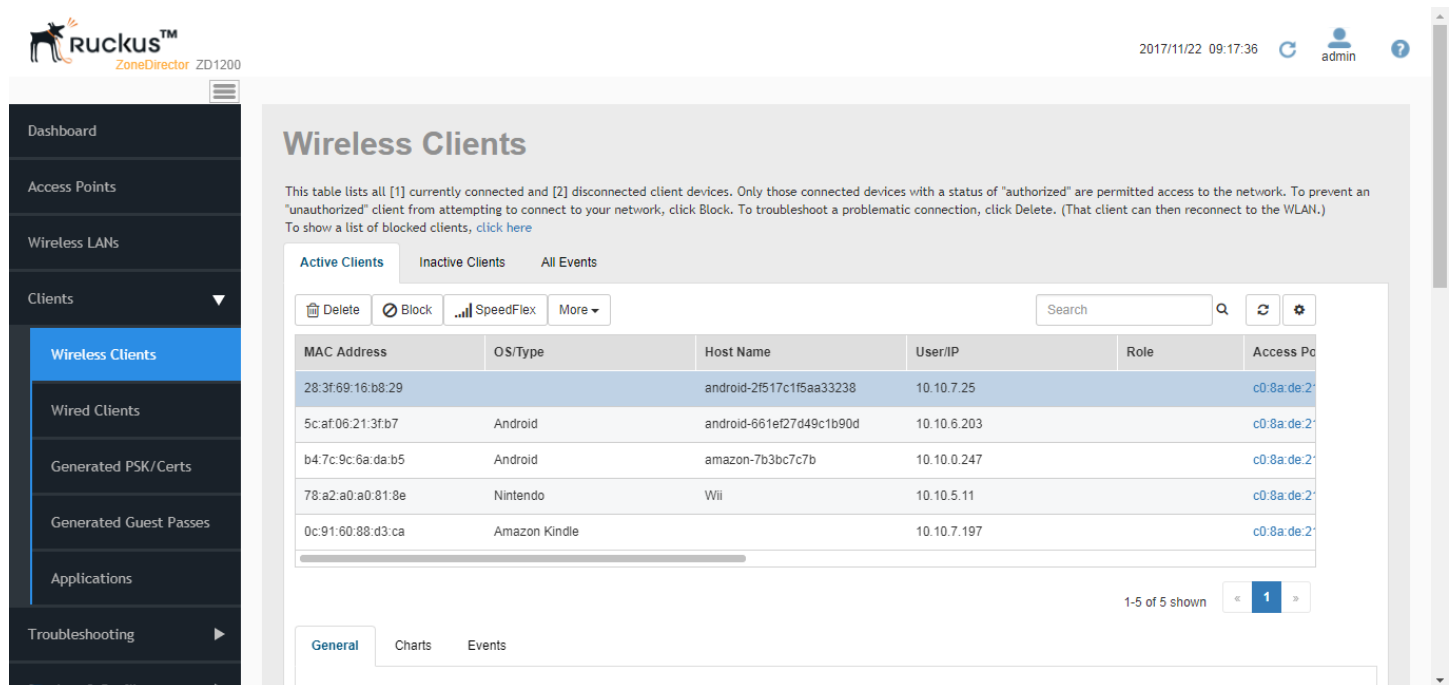 RUCKUS™
ZoneDirector ZD1200
2017/11/22 09:17:36
admin
?
Dashboard
Access Points
Wireless LANs
Clients
Wireless Clients
Wired Clients
Generated PSK/Certs
Generated Guest Passes
Applications
Troubleshooting
Wireless Clients
This table lists all [1] currently connected and [2] disconnected client devices. Only those connected devices with a status of "authorized" are permitted access to the network. To prevent an
"unauthorized" client from attempting to connect to your network, click Block. To troubleshoot a problematic connection, click Delete. (That client can then reconnect to the WLAN.)
To show a list of blocked clients, click here
Active Clients Inactive Clients All Events
Delete Block SpeedFlex More Search
MAC Address OS/Type Host Name User/IP Role Access Po
28:3f:69:16:b8:29 android-2f517c1f5aa33238 10.10.7.25 c0:8a:de:2
5c:af:06:21:3f:b7 Android android-661ef27d49c1b90d 10.10.6.203 c0:8a:de:2
b4:7c:9c:6a:da:b5 Android amazon-7b3bc7c7b 10.10.0.247 c0:8a:de:2
78:a2:a0:a0:81:8e Nintendo Wii 10.10.5.11 c0:8a:de:2
0c:91:60:88:d3:ca Amazon Kindle 10.10.7.197 c0:8a:de:2
1-5 of 5 shown « 1 »
General Charts Events